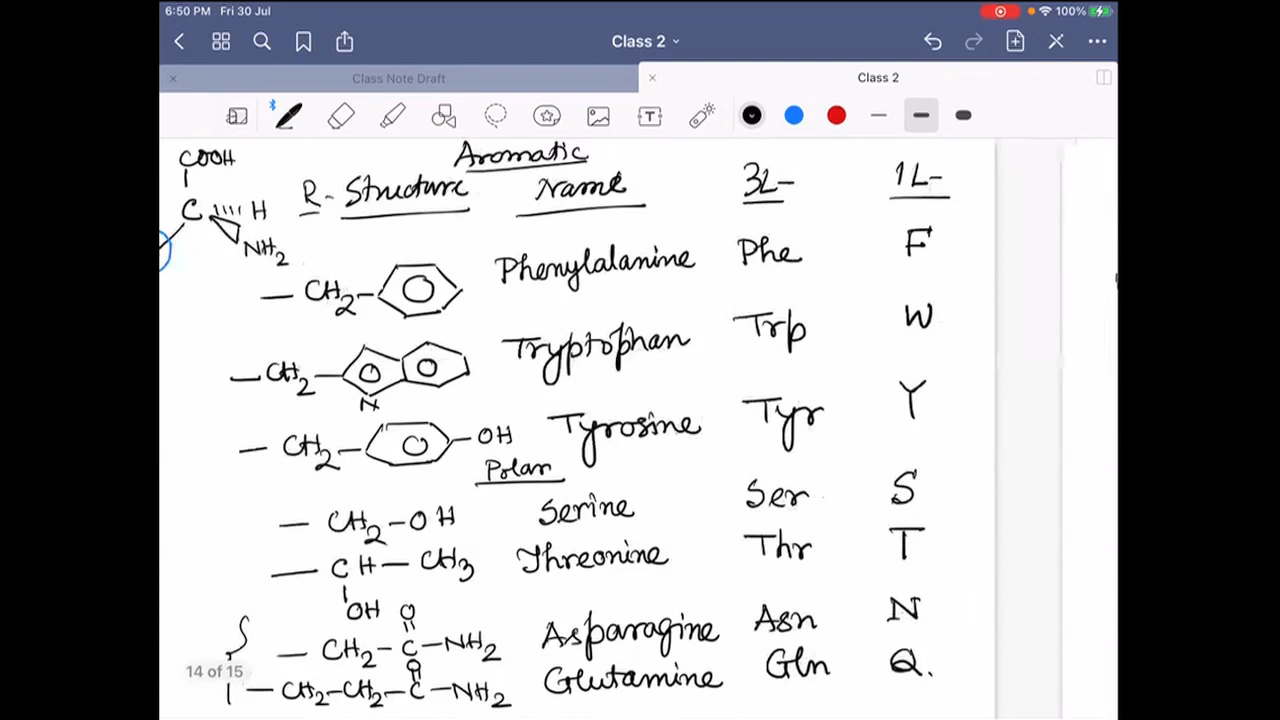 6:50 PM Fri 30 Jul 100%
Class 2
Class Note Draft Class 2
COOH Aromatic
R - Structure Name 3L- 1L-
C H
NH2
Phenylalanine Phe F
— CH2 –
Tryptophan Trp W
— CH2 –
N
Tyrosine Tyr Y
— CH2 – – OH
Polar
— CH2 – OH Serine Ser S
— CH – CH3 Threonine Thr T
OH O
— CH2 – C – NH2 Asparagine Asn N
O
— CH2 – CH2 – C – NH2 Glutamine Gln Q.
14 of 15